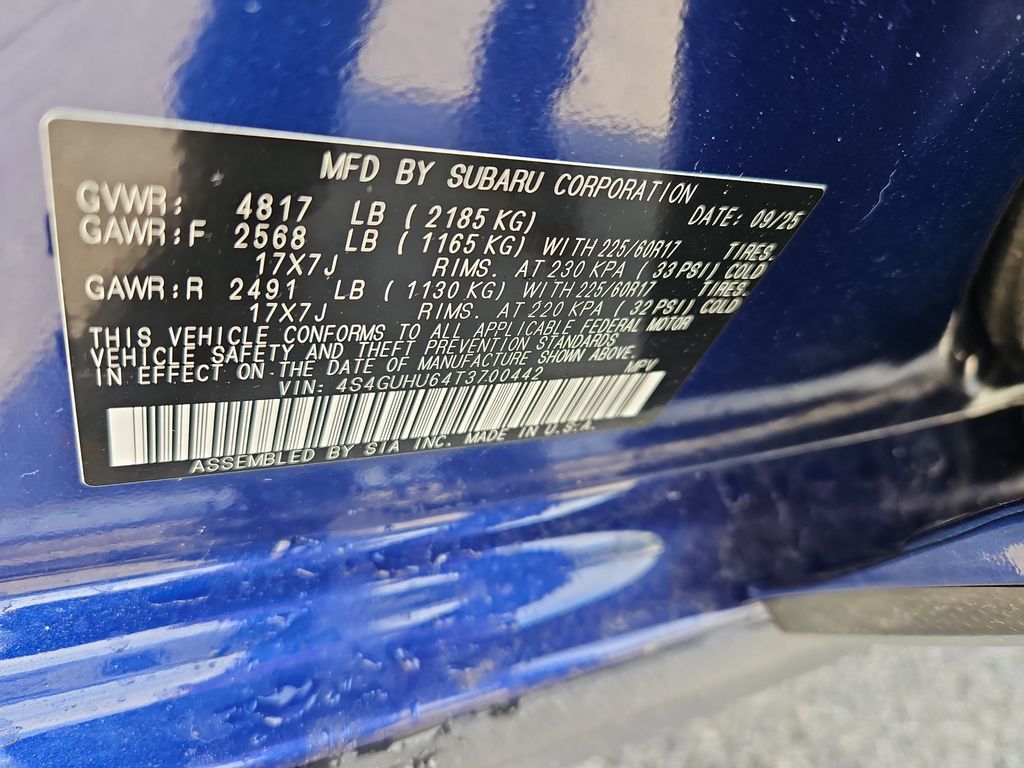 MFD BY SUBARU CORPORATION
GVWR: 4817 LB ( 2185 KG) DATE: 09/25
GAWR:F 2568 LB ( 1165 KG) WITH 225/60R17 TIRES.
17X7J RIMS. AT 230 KPA ( 33 PSI) COLD
GAWR:R 2491 LB ( 1130 KG) WITH 225/60R17 TIRES.
17X7J RIMS. AT 220 KPA ( 32 PSI) COLD
THIS VEHICLE CONFORMS TO ALL APPLICABLE FEDERAL MOTOR
VEHICLE SAFETY AND THEFT PREVENTION STANDARDS
IN EFFECT ON THE DATE OF MANUFACTURE SHOWN ABOVE.
VIN: 4S4GUHU64T3700442 MPV
ASSEMBLED BY SIA INC. MADE IN U.S.A.